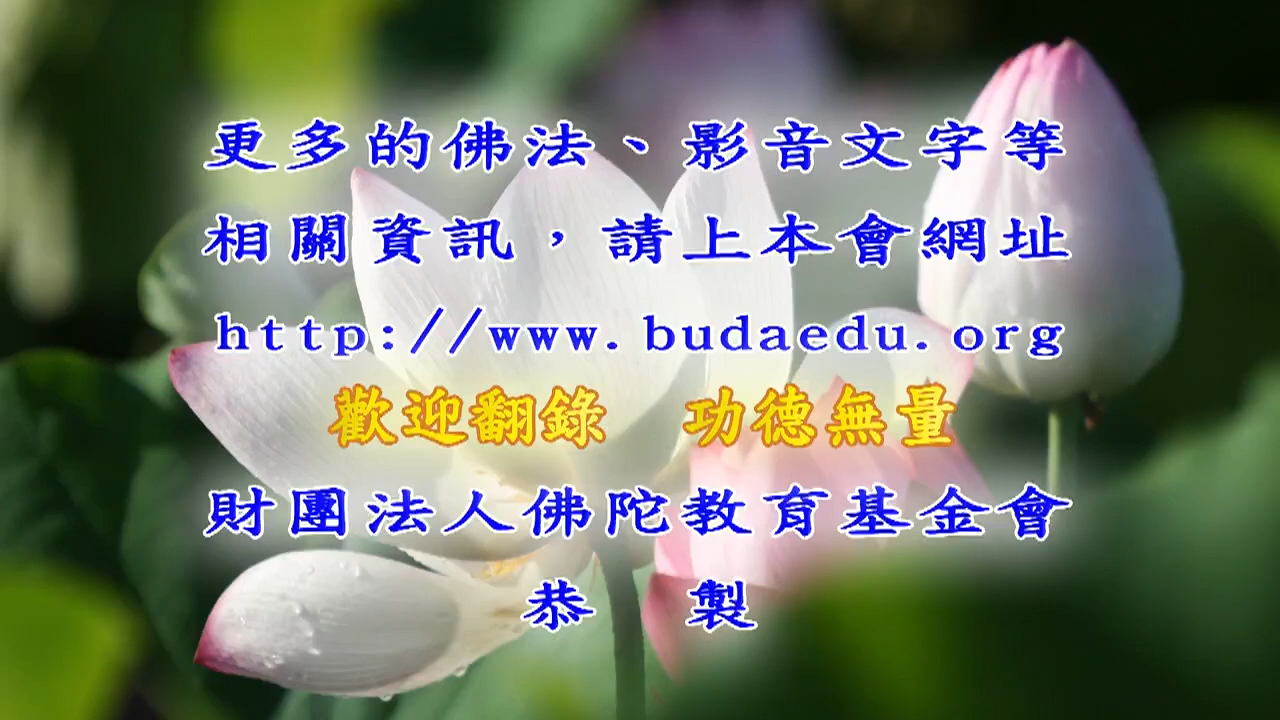 更多的佛法、影音文字等
相關資訊，請上本會網址
http://www.budaedu.org
歡迎翻錄　功德無量
財團法人佛陀教育基金會
恭　製